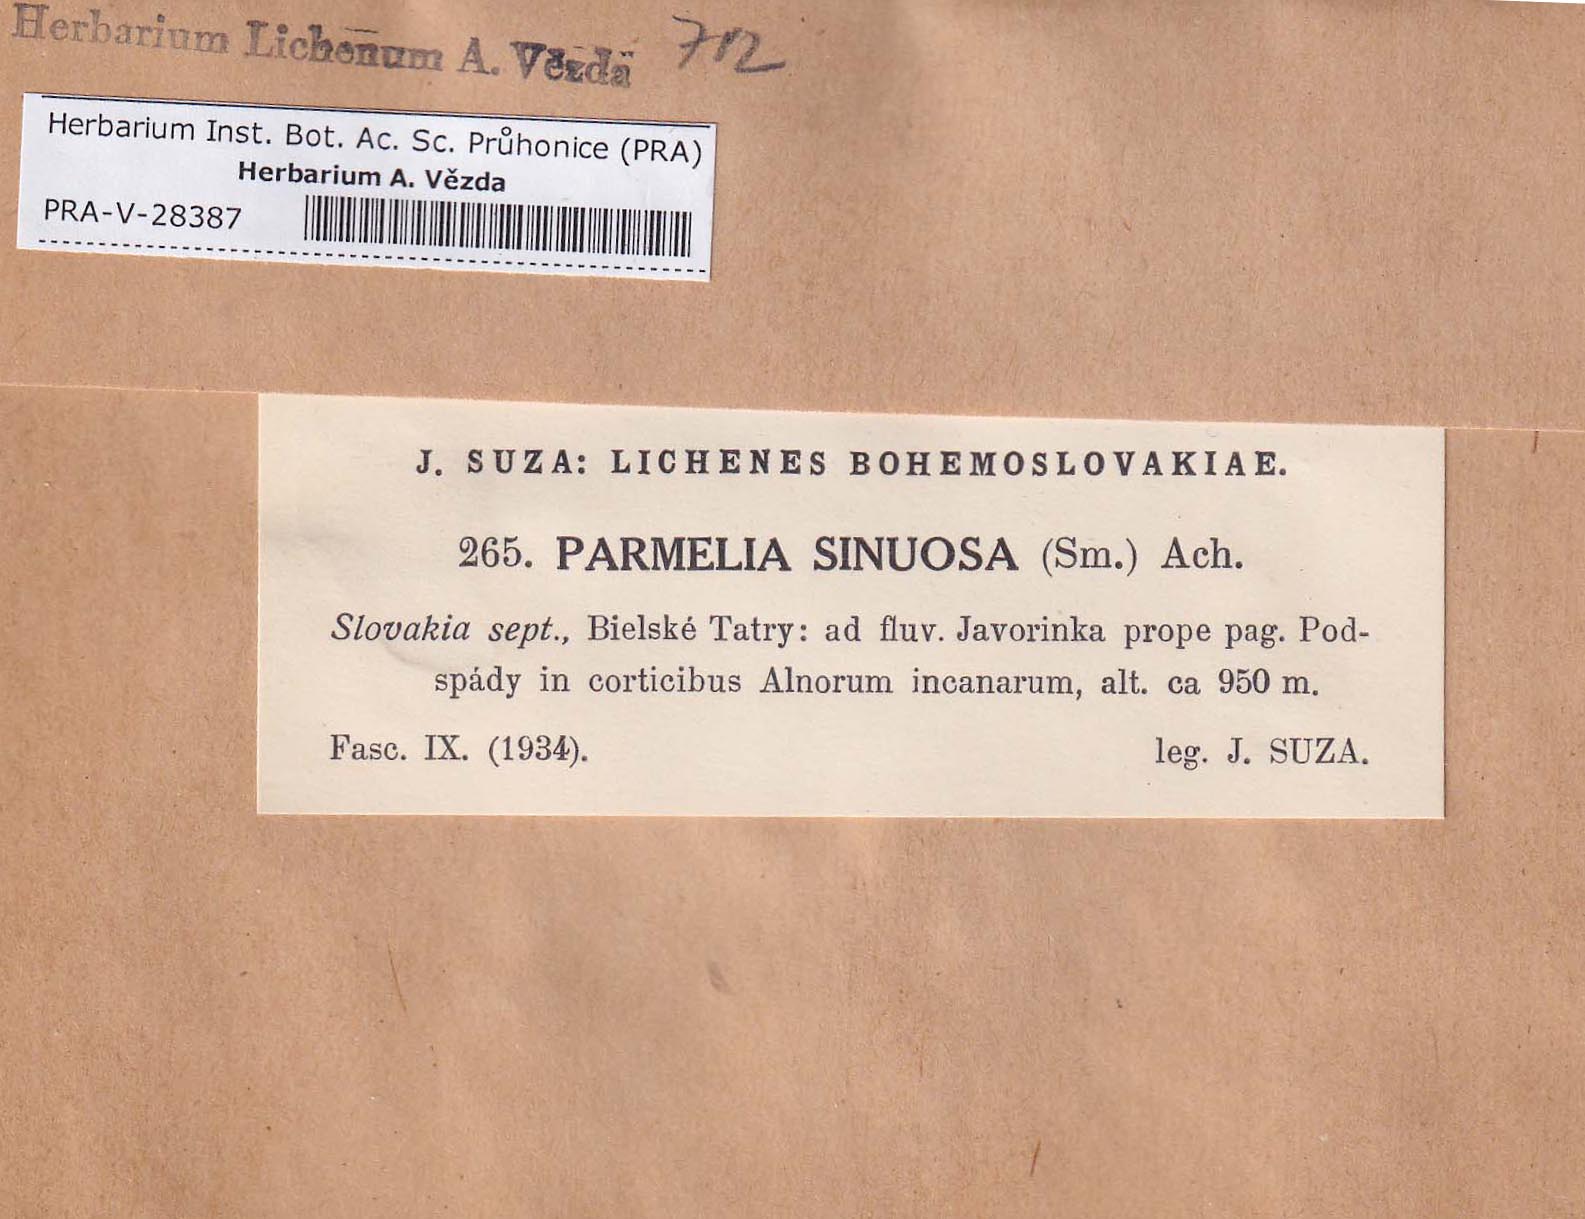 Herbarium Lichenum A. Vězda 712
Herbarium Inst. Bot. Ac. Sc. Průhonice (PRA)
Herbarium A. Vězda
PRA-V-28387
J. SUZA: LICHENES BOHEMOSLOVAKIAE.
265. PARMELIA SINUOSA (Sm.) Ach.
Slovakia sept., Bielské Tatry: ad fluv. Javorinka prope pag. Pod-
spády in corticibus Alnorum incanarum, alt. ca 950 m.
Fasc. IX. (1934). leg. J. SUZA.